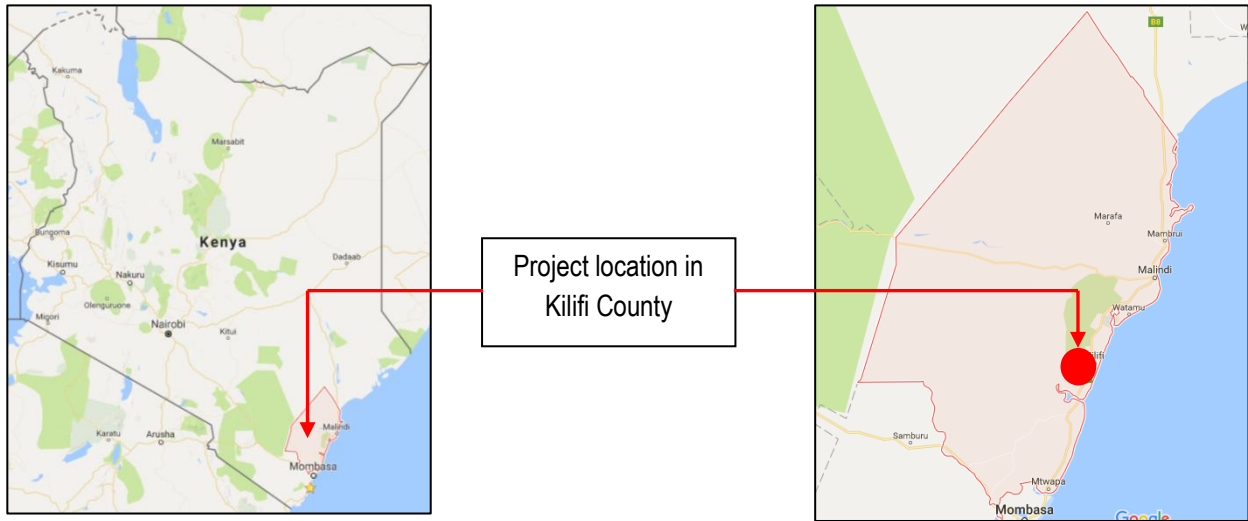 Kakuma
Marsabit
Bungoma
Kenya
Kisumu
Dadaab
Nakuru
Olenguruone
Migori
Nairobi
Kitui
Karatu
Arusha
Malindi
Mombasa
Project location in
Kilifi County
B8
W
Marafa
Mambrui
Malindi
Watamu
lifi
Samburu
Mtwapa
Mombasa
Google